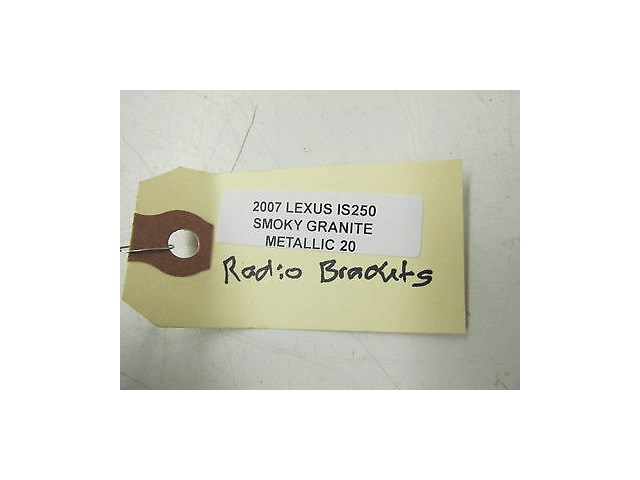 2007 LEXUS IS250
SMOKY GRANITE
METALLIC 20
Radio Brackets